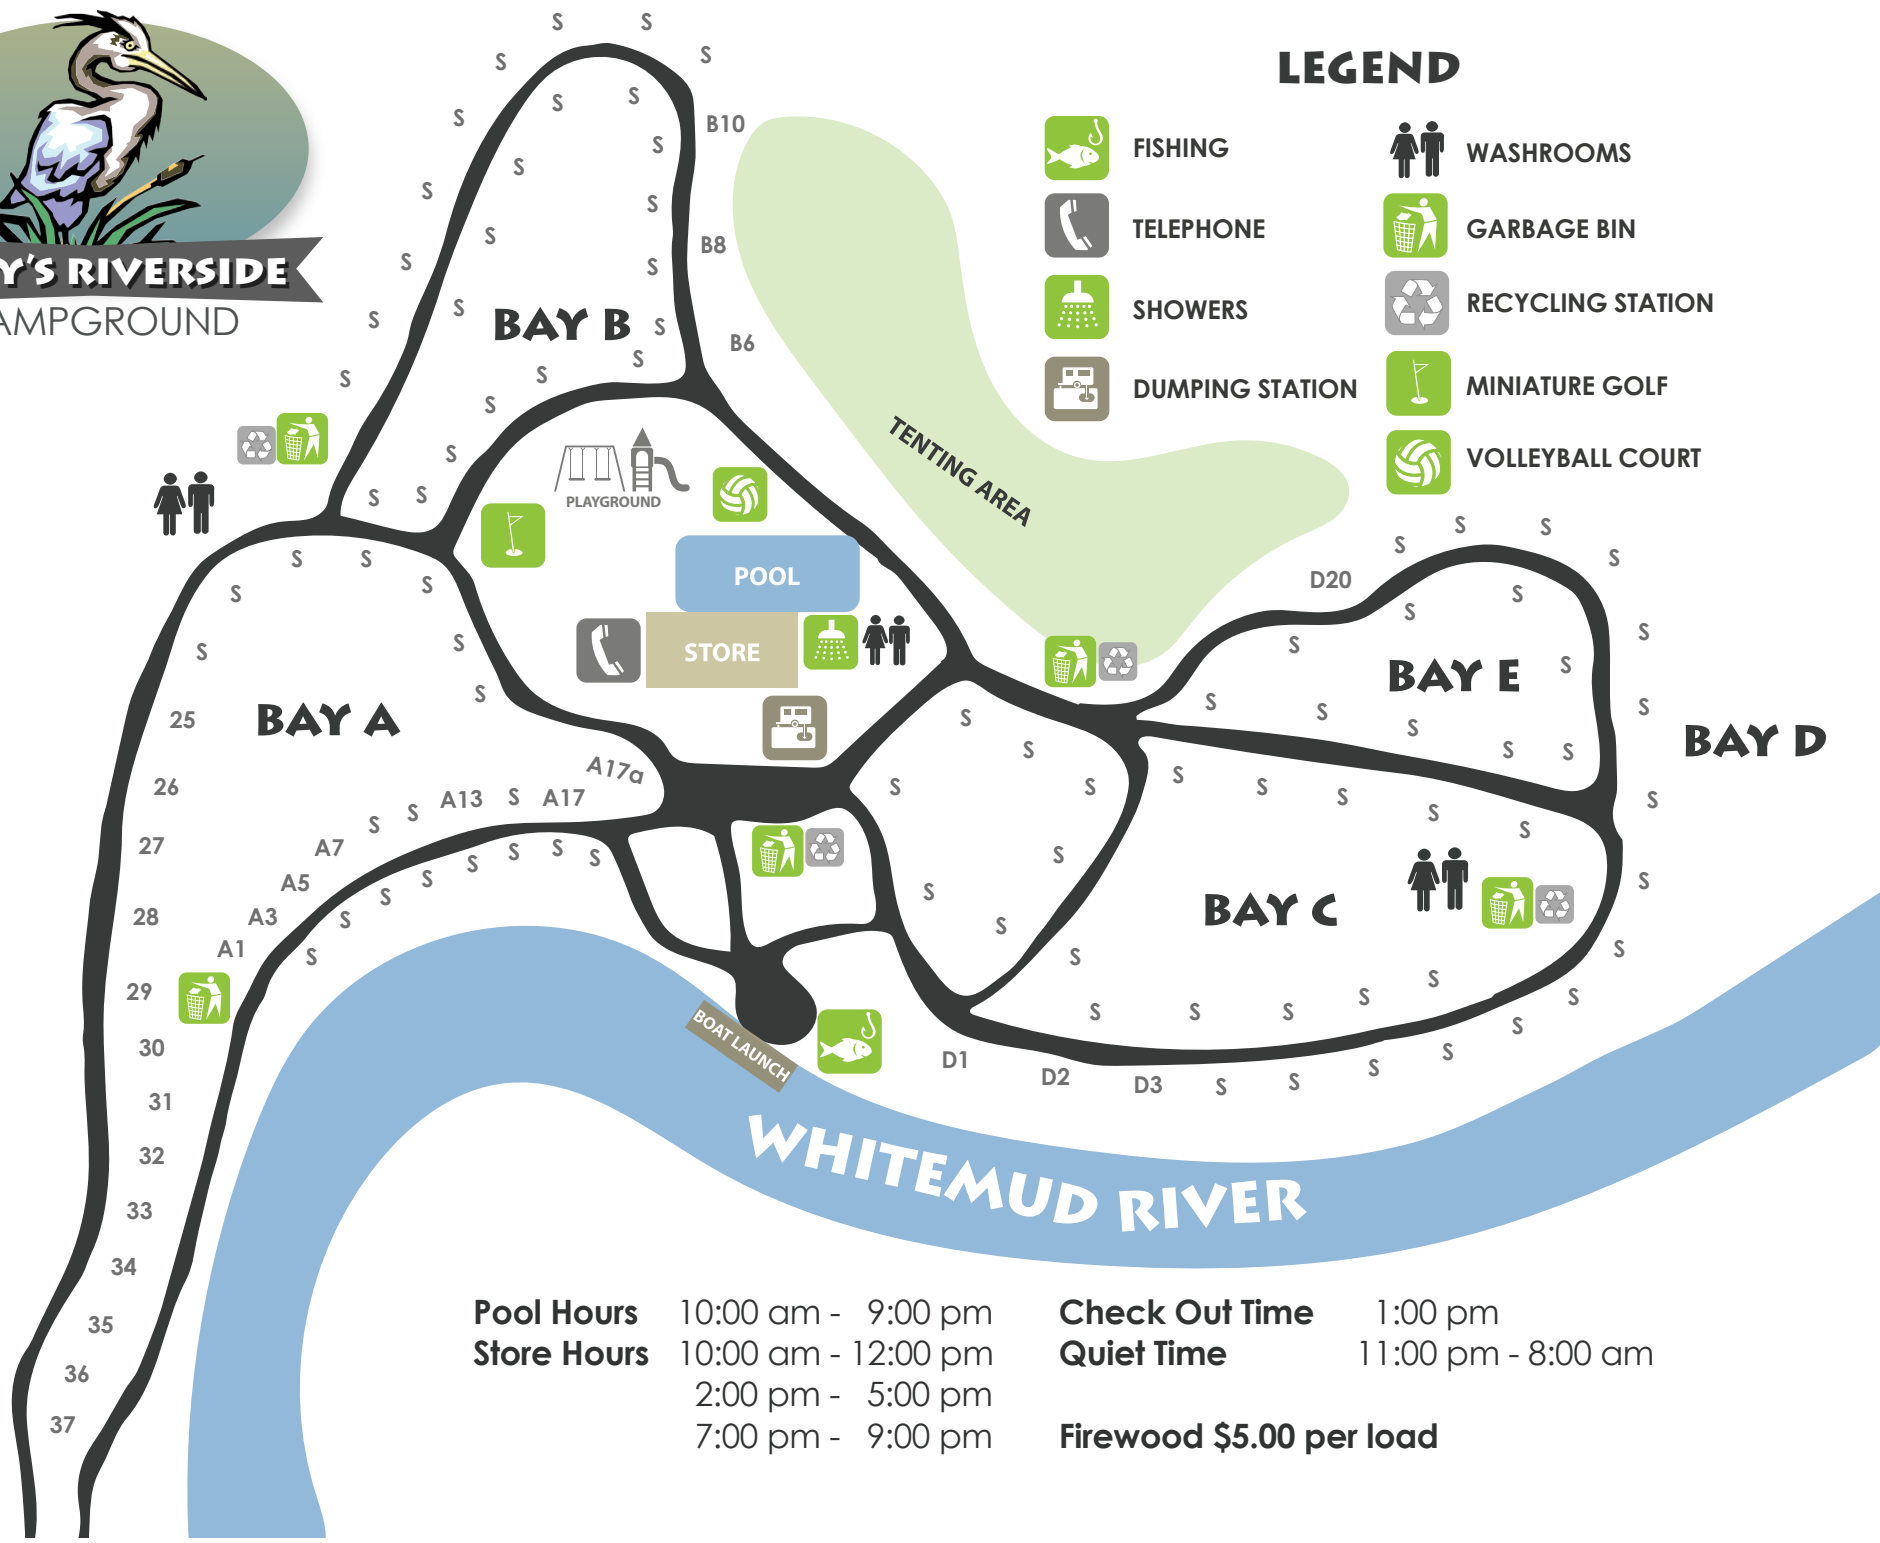 Y'S RIVERSIDE
AMPGROUND
LEGEND
FISHING
TELEPHONE
SHOWERS
DUMPING STATION
WASHROOMS
GARBAGE BIN
RECYCLING STATION
MINIATURE GOLF
VOLLEYBALL COURT
S S
S S
S S
S B10
S S
S S
S B8
S S
S S
BAY B S
B6
S S
S S
S
TENTING AREA
PLAYGROUND
S
S S
S S
S S
POOL
STORE
S S
S S
S
25
BAY A
26
A17a
A13 S A17
S S
27
A7
A5
28
A3
A1
S S S S S S S S
29
30
31
32
33
34
35
36
37
S S
S S
D20
S S
S S
BAY E S
S S
S S
S S
BAY D
S S S
S S
S S S S
S S
S S
BAY C
S S
S S
S S
S S S S
S S
BOAT LAUNCH
D1
D2
D3
S S S S
WHITEMUD RIVER
Pool Hours 10:00 am - 9:00 pm
Store Hours 10:00 am - 12:00 pm
2:00 pm - 5:00 pm
7:00 pm - 9:00 pm
Check Out Time 1:00 pm
Quiet Time 11:00 pm - 8:00 am
Firewood $5.00 per load